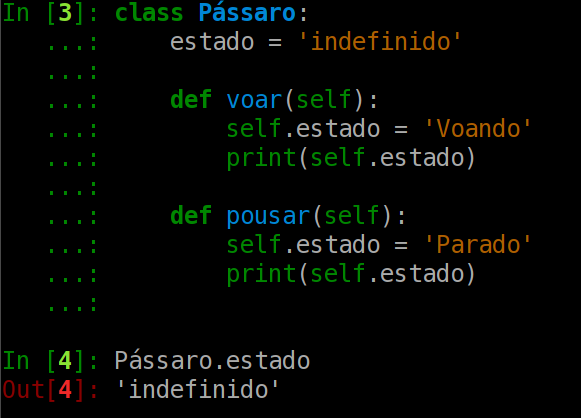 In [3]: class Pássaro:
   ...:     estado = 'indefinido'
   ...:
   ...:     def voar(self):
   ...:         self.estado = 'Voando'
   ...:         print(self.estado)
   ...:
   ...:     def pousar(self):
   ...:         self.estado = 'Parado'
   ...:         print(self.estado)
   ...:
In [4]: Pássaro.estado
Out[4]: 'indefinido'